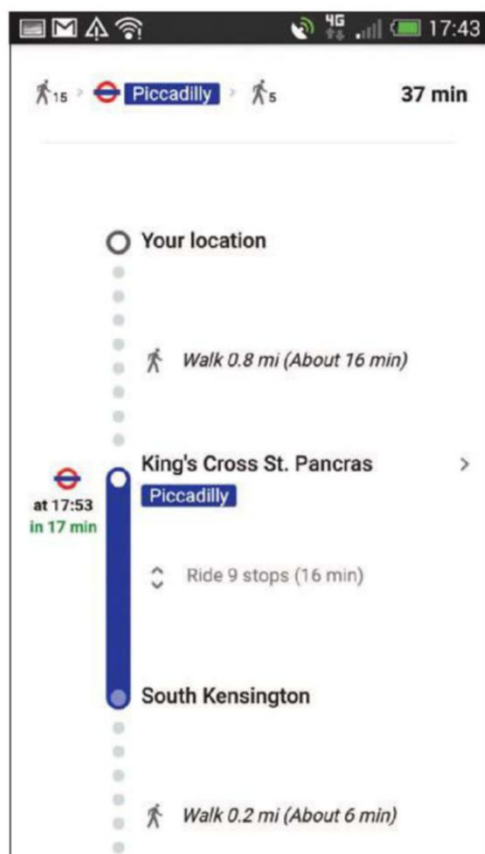 4G 17:43
15 > Piccadilly > 5 37 min
Your location
Walk 0.8 mi (About 16 min)
King's Cross St. Pancras >
Piccadilly
at 17:53
in 17 min
Ride 9 stops (16 min)
South Kensington
Walk 0.2 mi (About 6 min)